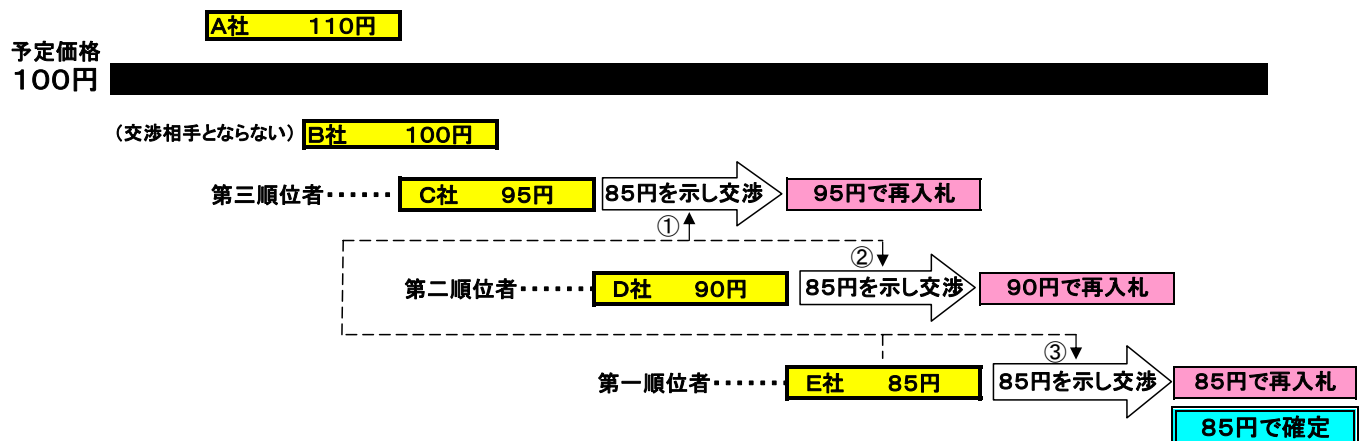 A社　110円
予定価格
100円
（交渉相手とならない） B社　100円
第三順位者‥‥‥ C社　95円 85円を示し交渉 95円で再入札
①
②
第二順位者‥‥‥‥ D社　90円 85円を示し交渉 90円で再入札
③
第一順位者‥‥‥‥ E社　85円 85円を示し交渉 85円で再入札
85円で確定